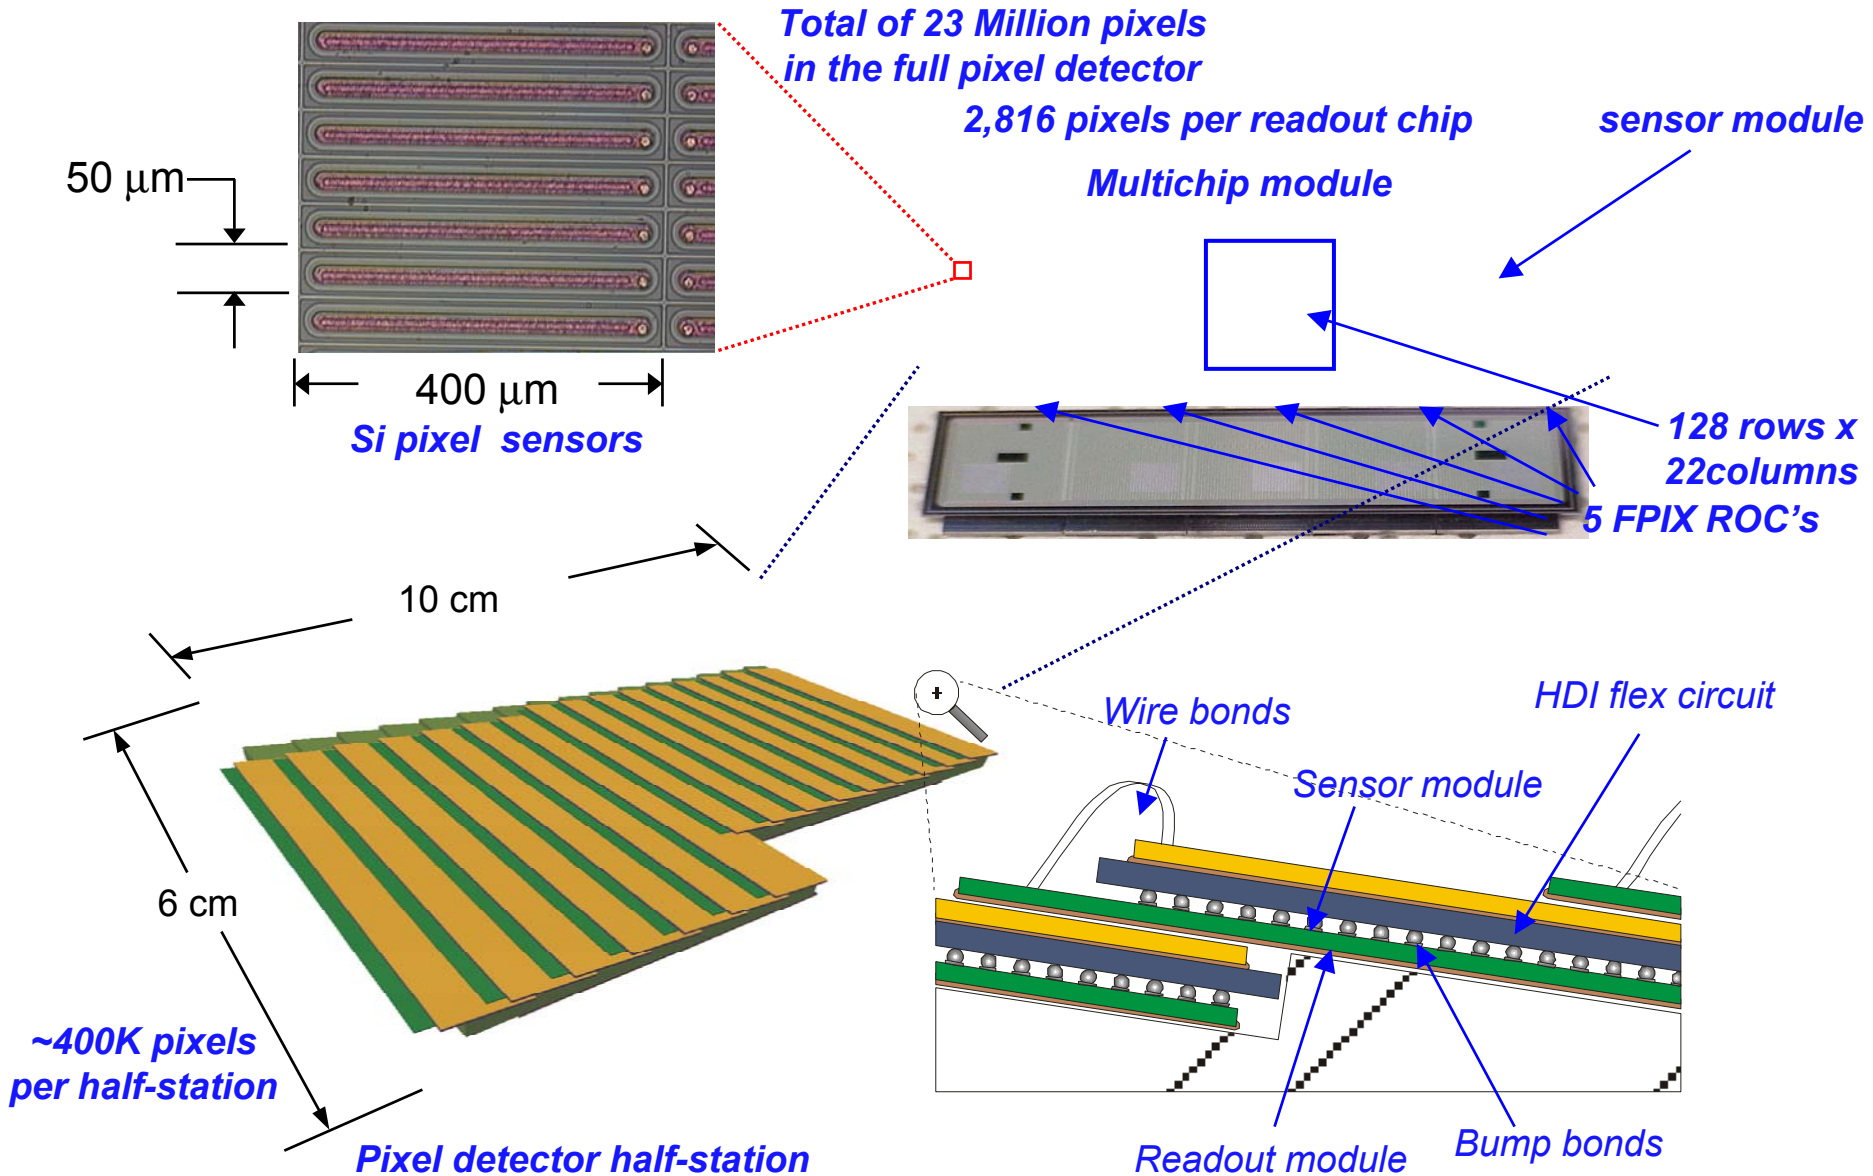 Total of 23 Million pixels
in the full pixel detector
2,816 pixels per readout chip
sensor module
Multichip module
50 μm
400 μm
Si pixel sensors
128 rows x
22columns
5 FPIX ROC's
10 cm
6 cm
Wire bonds
HDI flex circuit
Sensor module
~400K pixels
per half-station
Pixel detector half-station
Readout module
Bump bonds